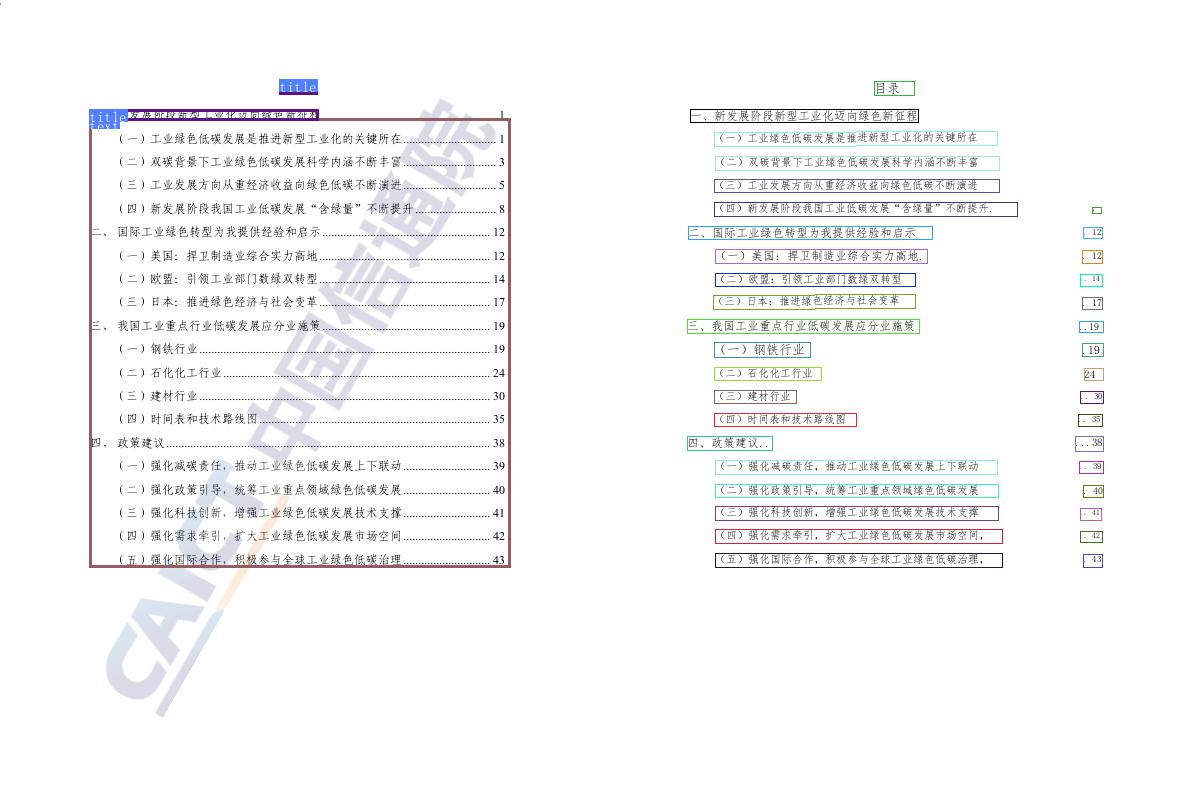 title
title 发展阶段新型工业化迈向绿色新征程 1
text
（一）工业绿色低碳发展是推进新型工业化的关键所在 1
（二）双碳背景下工业绿色低碳发展科学内涵不断丰富 3
（三）工业发展方向从重经济收益向绿色低碳不断演进 5
（四）新发展阶段我国工业低碳发展“含绿量”不断提升 8
二、 国际工业绿色转型为我提供经验和启示 12
（一）美国：捍卫制造业综合实力高地 12
（二）欧盟：引领工业部门数绿双转型 14
（三）日本：推进绿色经济与社会变革 17
三、 我国工业重点行业低碳发展应分业施策 19
（一）钢铁行业 19
（二）石化化工行业 24
（三）建材行业 30
（四）时间表和技术路线图 35
四、 政策建议 38
（一）强化减碳责任，推动工业绿色低碳发展上下联动 39
（二）强化政策引导，统筹工业重点领域绿色低碳发展 40
（三）强化科技创新，增强工业绿色低碳发展技术支撑 41
（四）强化需求牵引，扩大工业绿色低碳发展市场空间 42
（五）强化国际合作，积极参与全球工业绿色低碳治理 43
CAICT 中国信通院
目录
一、新发展阶段新型工业化迈向绿色新征程
（一）工业绿色低碳发展是推进新型工业化的关键所在
（二）双碳背景下工业绿色低碳发展科学内涵不断丰富
（三）工业发展方向从重经济收益向绿色低碳不断演进
（四）新发展阶段我国工业低碳发展“含绿量”不断提升.
二、国际工业绿色转型为我提供经验和启示 . 12
（一）美国：捍卫制造业综合实力高地. . 12
（二）欧盟：引领工业部门数绿双转型 . 14
（三）日本：推进绿色经济与社会变革 17
三、我国工业重点行业低碳发展应分业施策 ..19
（一）钢铁行业 .19
（二）石化化工行业 24
（三）建材行业 .. 30
（四）时间表和技术路线图 .. 35
四、政策建议.. ...38
（一）强化减碳责任，推动工业绿色低碳发展上下联动 . 39
（二）强化政策引导，统筹工业重点领域绿色低碳发展 . 40
（三）强化科技创新，增强工业绿色低碳发展技术支撑 . 41
（四）强化需求牵引，扩大工业绿色低碳发展市场空间， . 42
（五）强化国际合作，积极参与全球工业绿色低碳治理， . 43